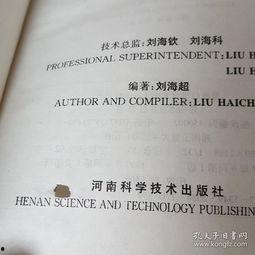 技术总监:刘海钦 刘海科
PROFESSIONAL SUPERINTENDENT: LIU H
LIU H
编著:刘海超
AUTHOR AND COMPILER: LIU HAICH
河南科学技术出版社
HENAN SCIENCE AND TECHNOLOGY PUBLISHING
孔夫子旧书网